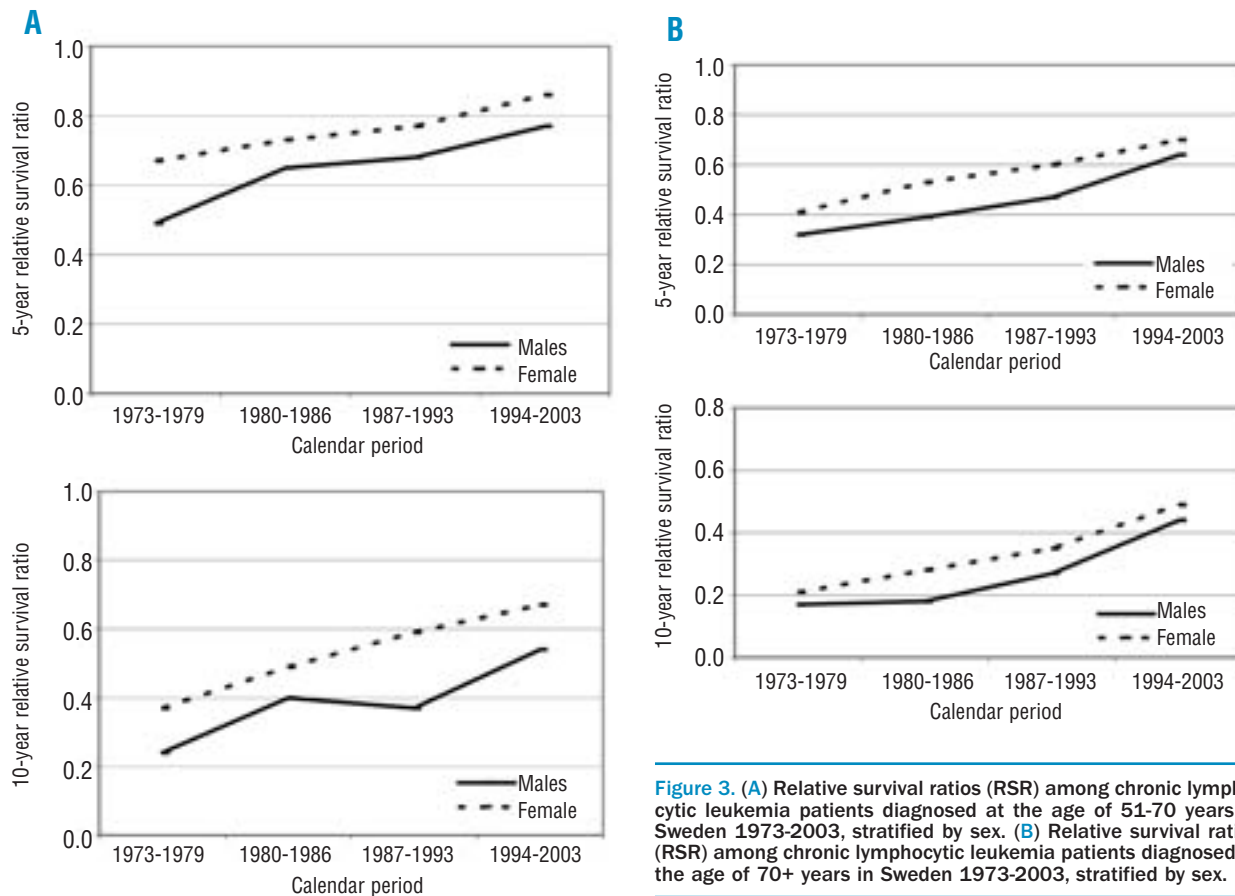 A
1.0
0.8
0.6
0.4
0.2
0.0
5-year relative survival ratio
Males
Female
1973-1979 1980-1986 1987-1993 1994-2003
Calendar period
1.0
0.8
0.6
0.4
0.2
0.0
10-year relative survival ratio
Males
Female
1973-1979 1980-1986 1987-1993 1994-2003
Calendar period
B
1.0
0.8
0.6
0.4
0.2
0.0
5-year relative survival ratio
Males
Female
1973-1979 1980-1986 1987-1993 1994-2003
Calendar period
0.8
0.6
0.4
0.2
0.0
10-year relative survival ratio
Males
Female
1973-1979 1980-1986 1987-1993 1994-2003
Calendar period
Figure 3. (A) Relative survival ratios (RSR) among chronic lymph
cytic leukemia patients diagnosed at the age of 51-70 years
Sweden 1973-2003, stratified by sex. (B) Relative survival rati
(RSR) among chronic lymphocytic leukemia patients diagnosed
the age of 70+ years in Sweden 1973-2003, stratified by sex.